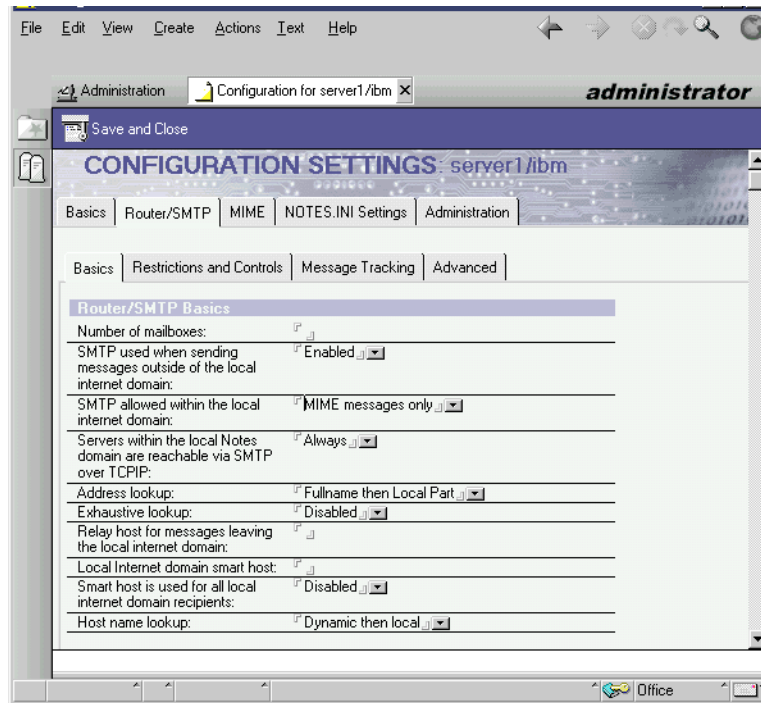 File Edit View Create Actions Text Help
Administration Configuration for server1/ibm administrator
Save and Close
CONFIGURATION SETTINGS: server1/ibm
Basics Router/SMTP MIME NOTES.INI Settings Administration
Basics Restrictions and Controls Message Tracking Advanced
Router/SMTP Basics
Number of mailboxes:
SMTP used when sending Enabled
messages outside of the local
internet domain:
SMTP allowed within the local MIME messages only
internet domain:
Servers within the local Notes Always
domain are reachable via SMTP
over TCPIP:
Address lookup: Fullname then Local Part
Exhaustive lookup: Disabled
Relay host for messages leaving
the local internet domain:
Local Internet domain smart host:
Smart host is used for all local Disabled
internet domain recipients:
Host name lookup: Dynamic then local
Office